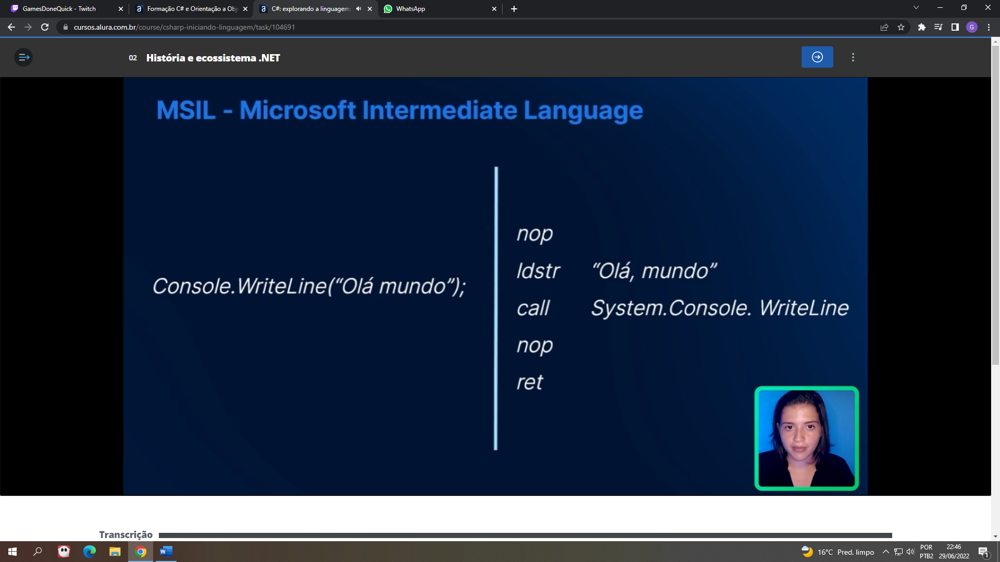 GamesDoneQuick - Twitch
Formação C# e Orientação a Obj
C#: explorando a linguagem:
WhatsApp
cursos.alura.com.br/course/csharp-iniciando-linguagem/task/104691
G
02 História e ecossistema .NET
MSIL - Microsoft Intermediate Language
Console.WriteLine(“Olá mundo”);
nop
ldstr “Olá, mundo”
call System.Console. WriteLine
nop
ret
Transcrição
16°C Pred. limpo
POR
PTB2
22:46
29/06/2022
1